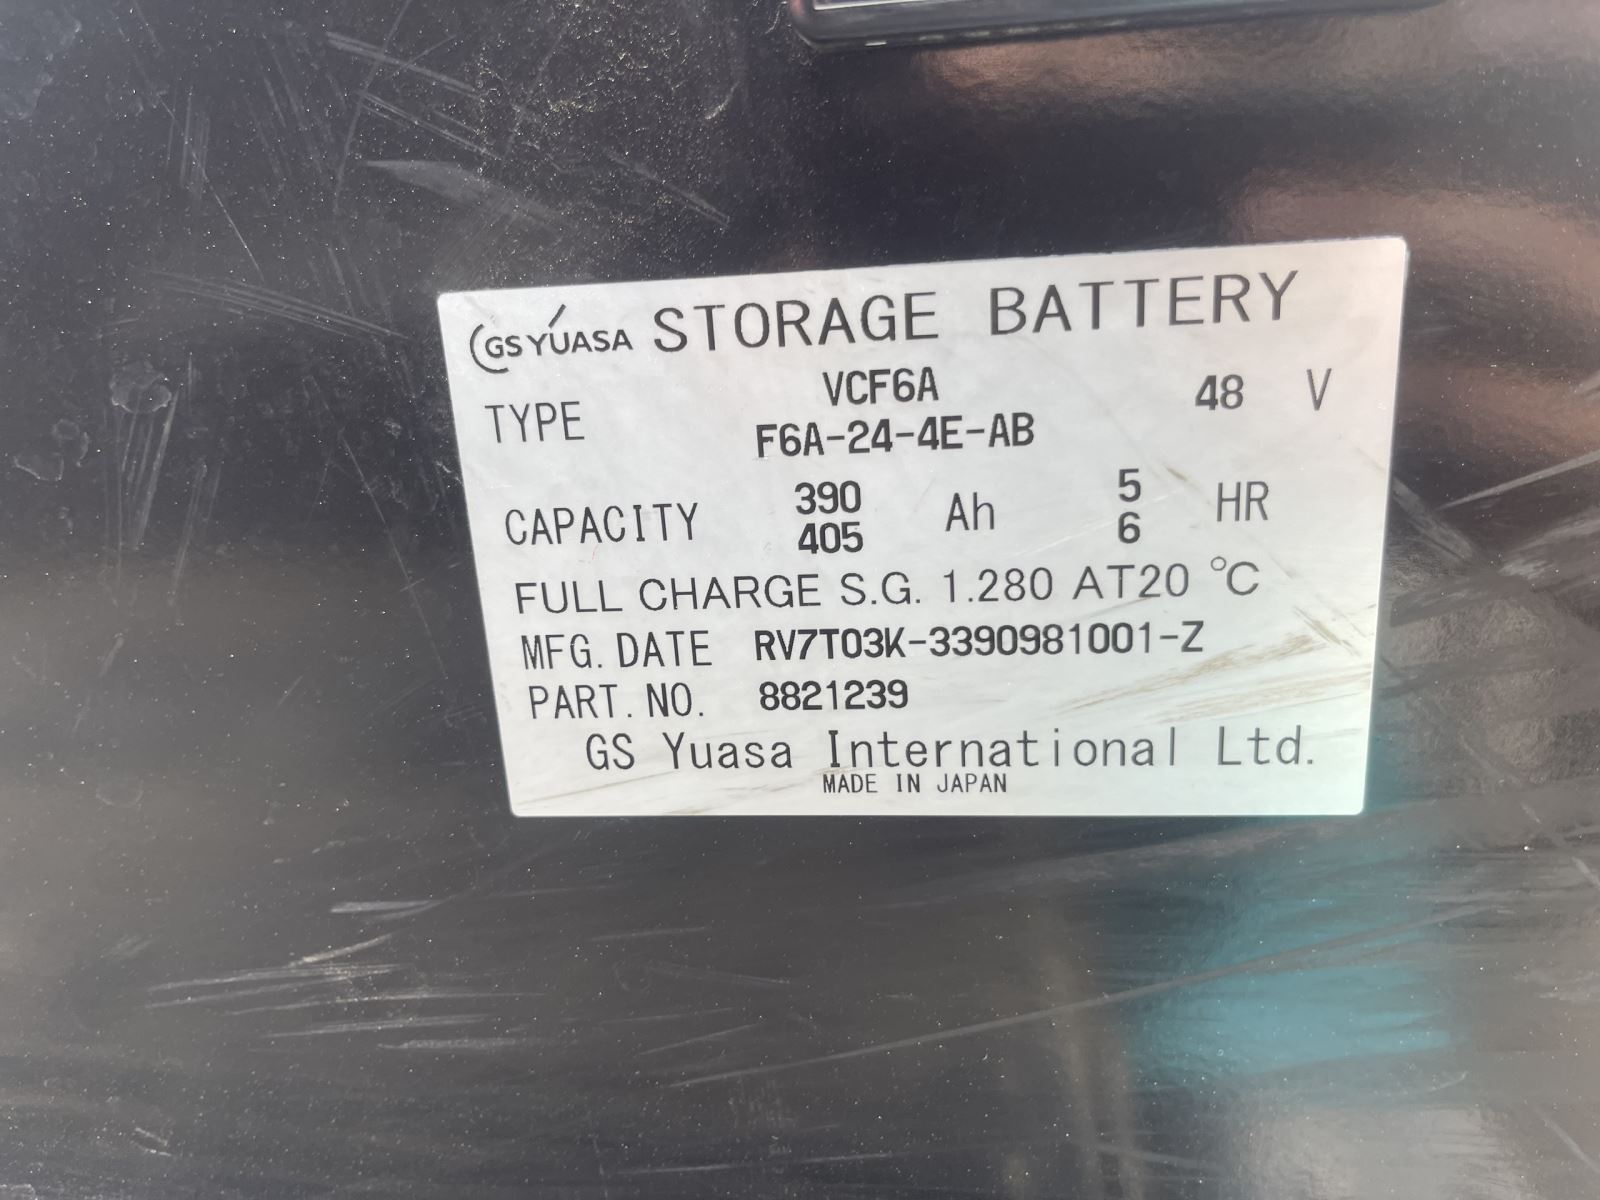 GS YUASA STORAGE BATTERY
TYPE VCF6A 48 V
F6A-24-4E-AB
CAPACITY 390 Ah 5 HR
405 6
FULL CHARGE S.G. 1.280 AT20 °C
MFG. DATE RV7T03K-3390981001-Z
PART. NO. 8821239
GS Yuasa International Ltd.
MADE IN JAPAN